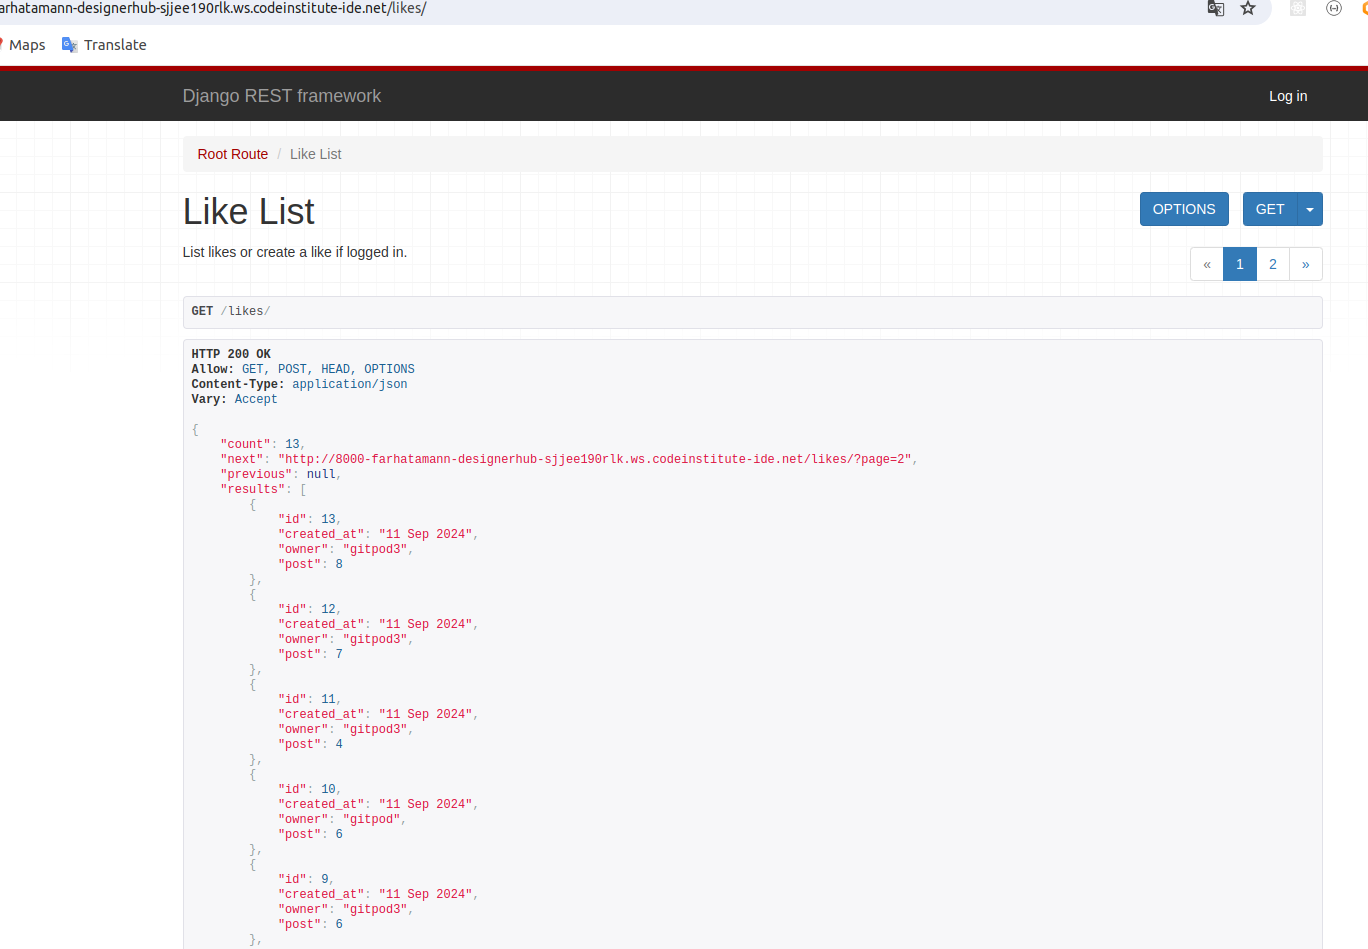 arhatamann-designerhub-sjjee190rlk.ws.codeinstitute-ide.net/likes/
Maps Translate
Django REST framework Log in
Root Route / Like List
Like List OPTIONS GET
List likes or create a like if logged in.
« 1 2 »
GET /likes/
HTTP 200 OK
Allow: GET, POST, HEAD, OPTIONS
Content-Type: application/json
Vary: Accept
{
    "count": 13,
    "next": "http://8000-farhatamann-designerhub-sjjee190rlk.ws.codeinstitute-ide.net/likes/?page=2",
    "previous": null,
    "results": [
        {
            "id": 13,
            "created_at": "11 Sep 2024",
            "owner": "gitpod3",
            "post": 8
        },
        {
            "id": 12,
            "created_at": "11 Sep 2024",
            "owner": "gitpod3",
            "post": 7
        },
        {
            "id": 11,
            "created_at": "11 Sep 2024",
            "owner": "gitpod3",
            "post": 4
        },
        {
            "id": 10,
            "created_at": "11 Sep 2024",
            "owner": "gitpod",
            "post": 6
        },
        {
            "id": 9,
            "created_at": "11 Sep 2024",
            "owner": "gitpod3",
            "post": 6
        },